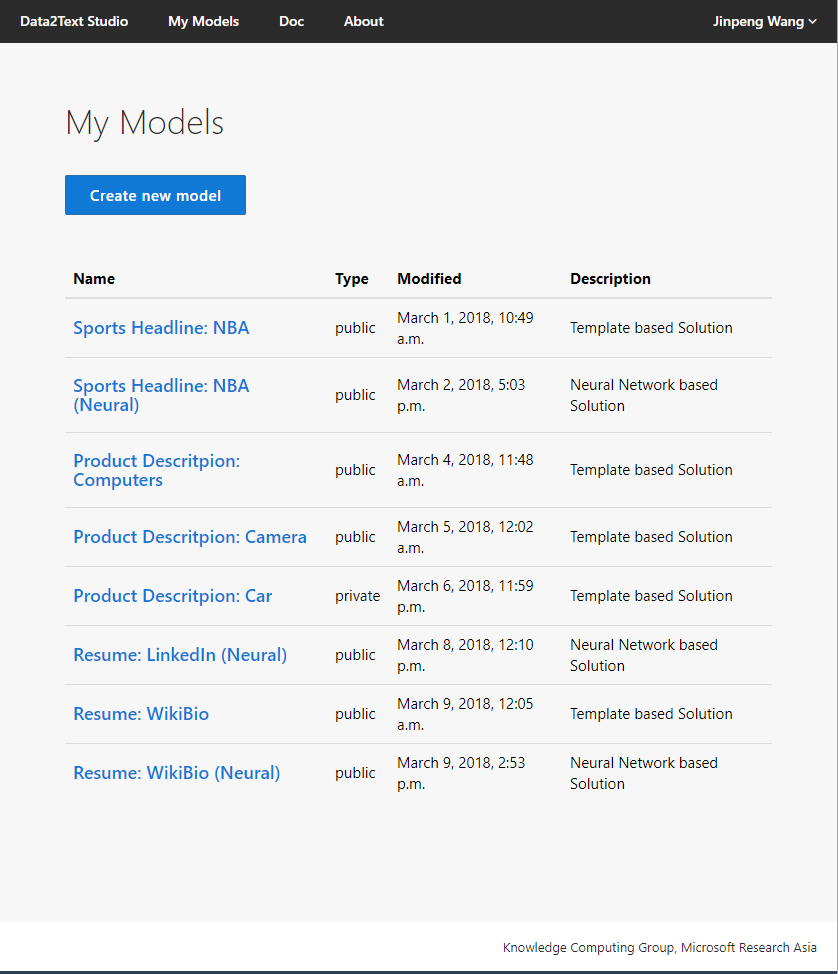 Data2Text Studio My Models Doc About Jinpeng Wang
My Models
Create new model
Name Type Modified Description
Sports Headline: NBA public March 1, 2018, 10:49 a.m. Template based Solution
Sports Headline: NBA (Neural) public March 2, 2018, 5:03 p.m. Neural Network based Solution
Product Descritpion: Computers public March 4, 2018, 11:48 a.m. Template based Solution
Product Descritpion: Camera public March 5, 2018, 12:02 a.m. Template based Solution
Product Descritpion: Car private March 6, 2018, 11:59 p.m. Template based Solution
Resume: LinkedIn (Neural) public March 8, 2018, 12:10 p.m. Neural Network based Solution
Resume: WikiBio public March 9, 2018, 12:05 a.m. Template based Solution
Resume: WikiBio (Neural) public March 9, 2018, 2:53 p.m. Neural Network based Solution
Knowledge Computing Group, Microsoft Research Asia